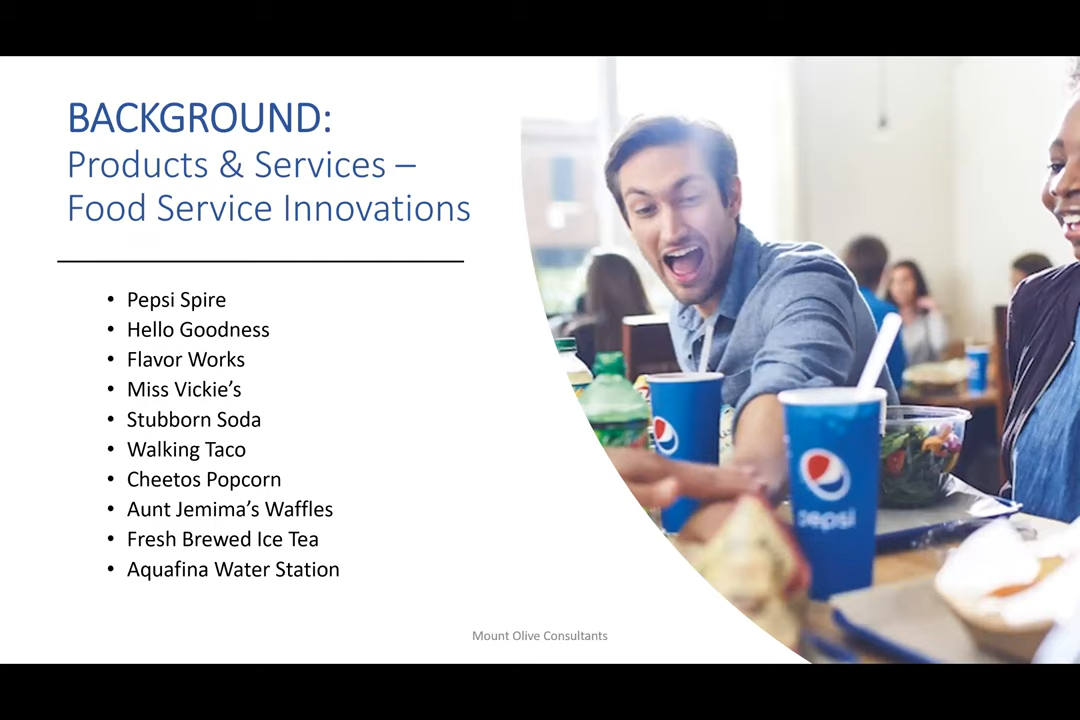 BACKGROUND:
Products & Services –
Food Service Innovations
• Pepsi Spire
• Hello Goodness
• Flavor Works
• Miss Vickie’s
• Stubborn Soda
• Walking Taco
• Cheetos Popcorn
• Aunt Jemima’s Waffles
• Fresh Brewed Ice Tea
• Aquafina Water Station
pepsi
Mount Olive Consultants